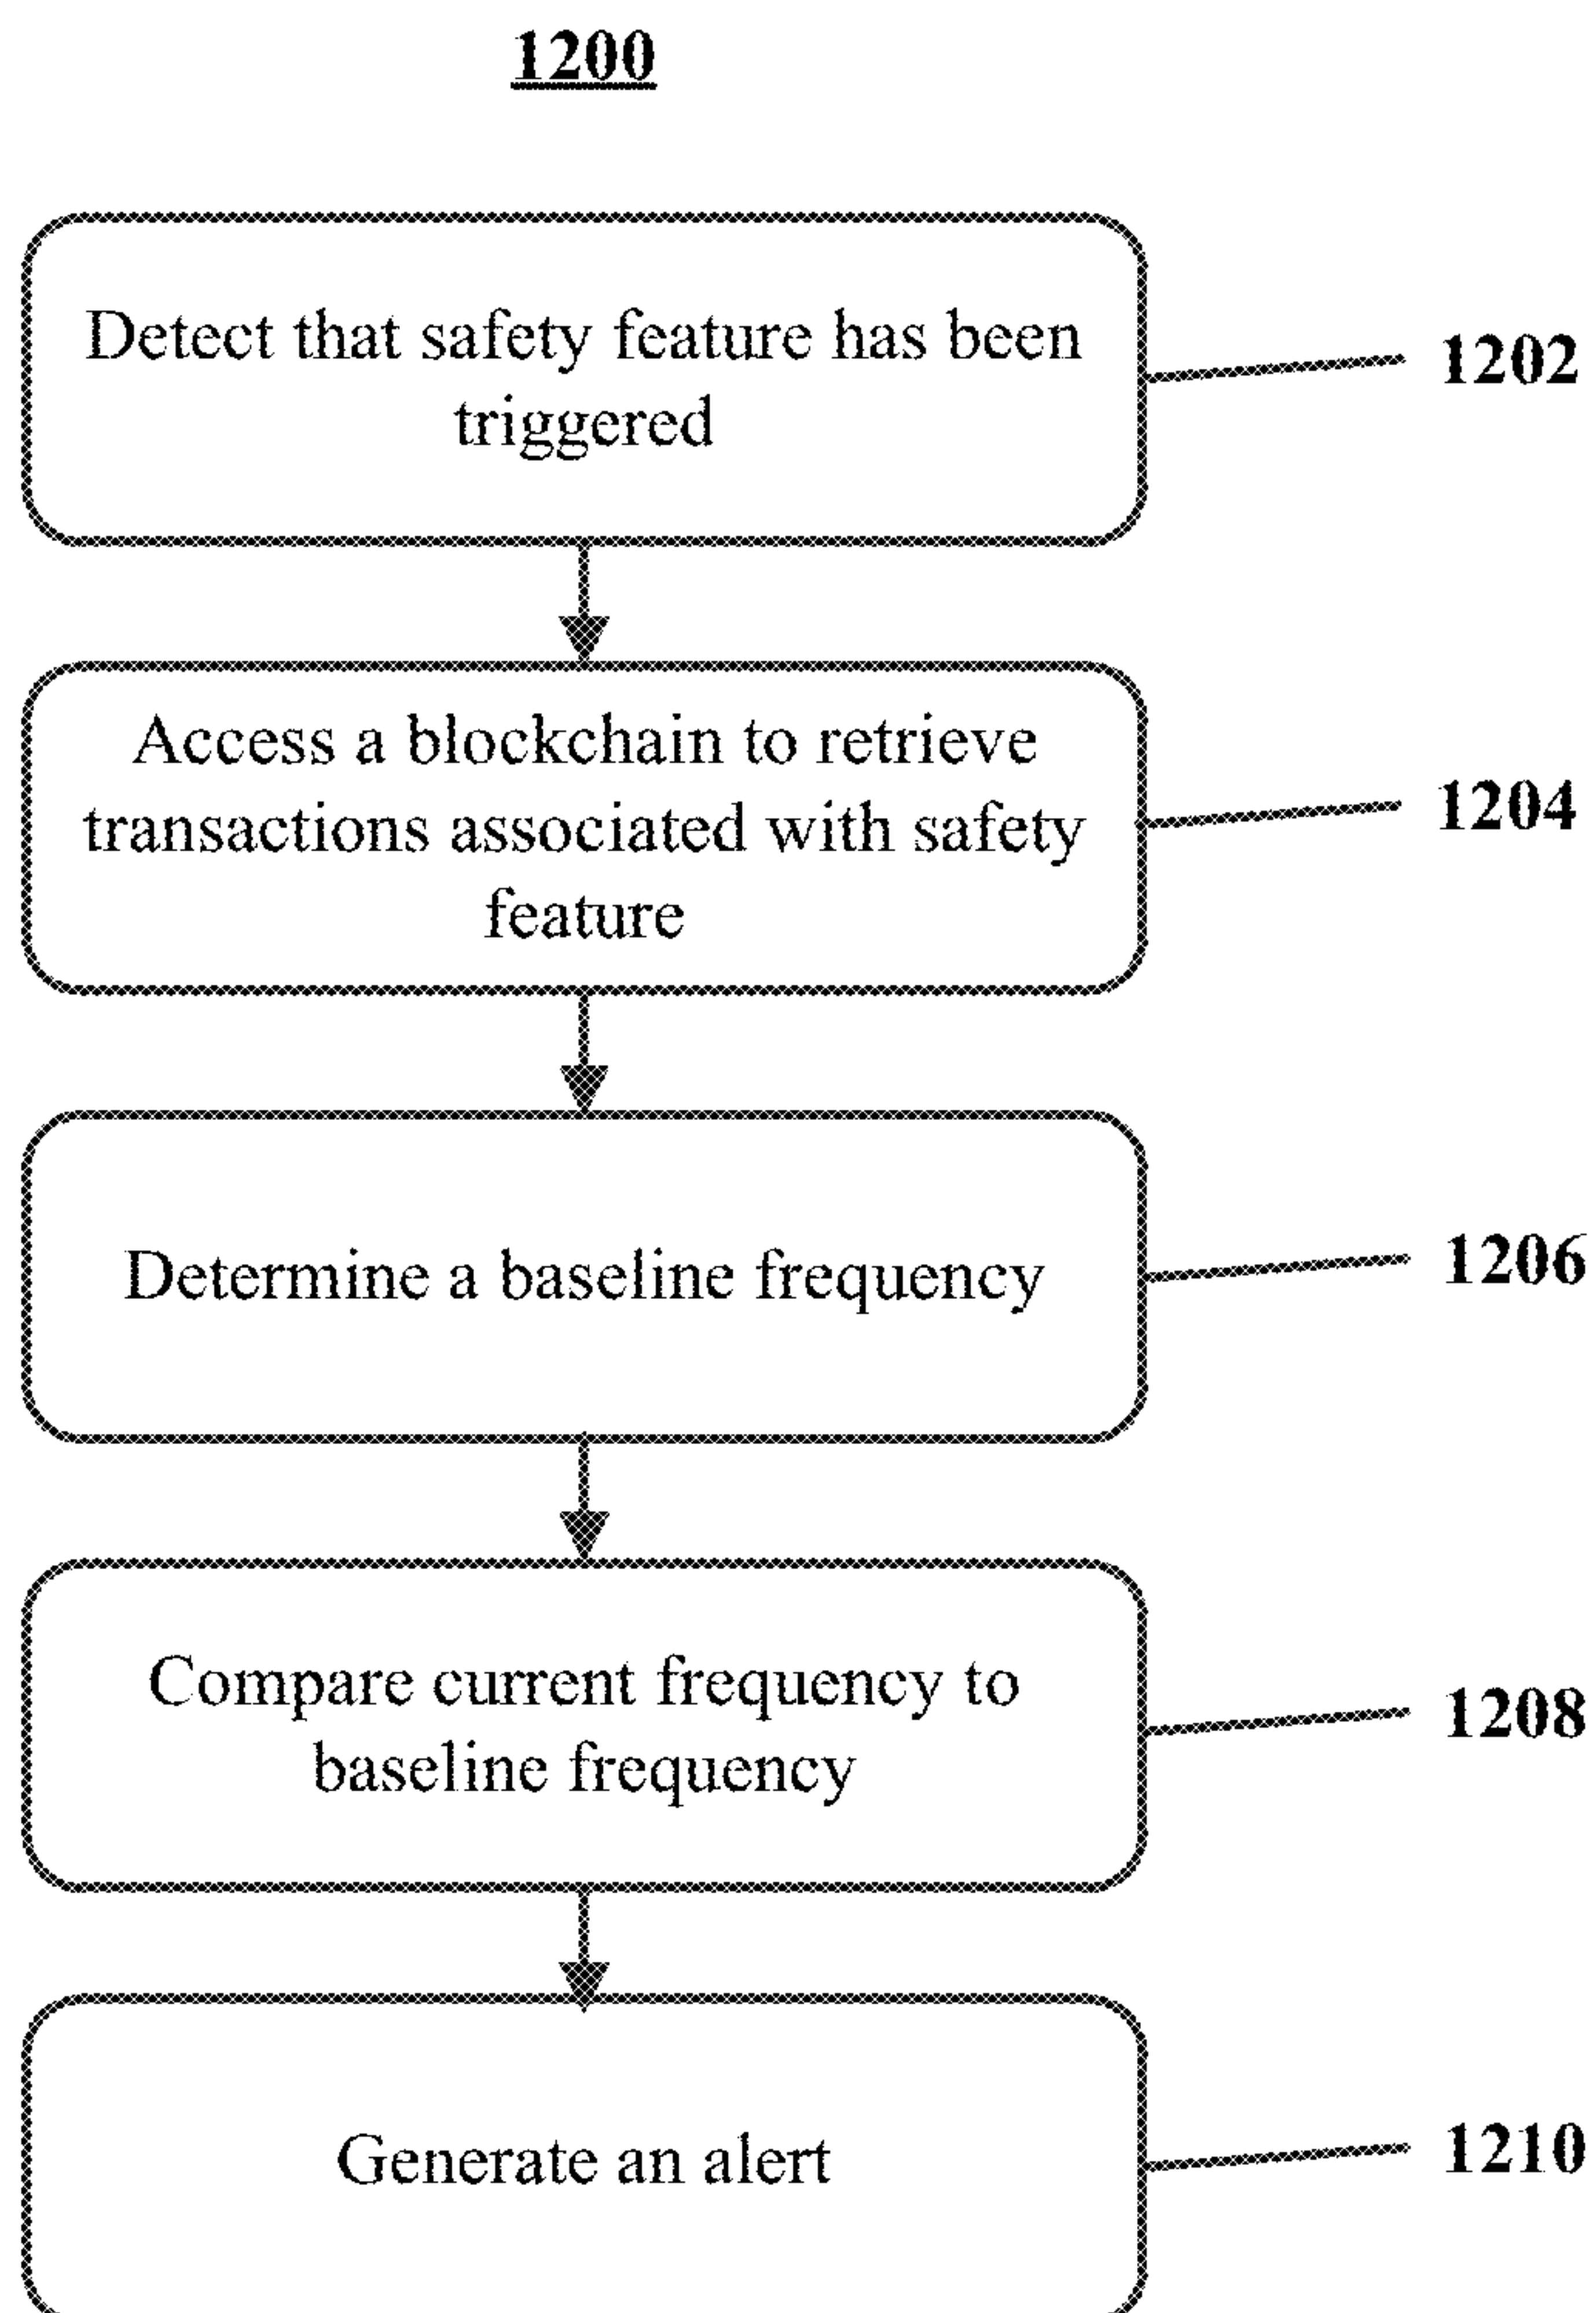 1200
Detect that safety feature has been
triggered
1202
Access a blockchain to retrieve
transactions associated with safety
feature
1204
Determine a baseline frequency
1206
Compare current frequency to
baseline frequency
1208
Generate an alert
1210